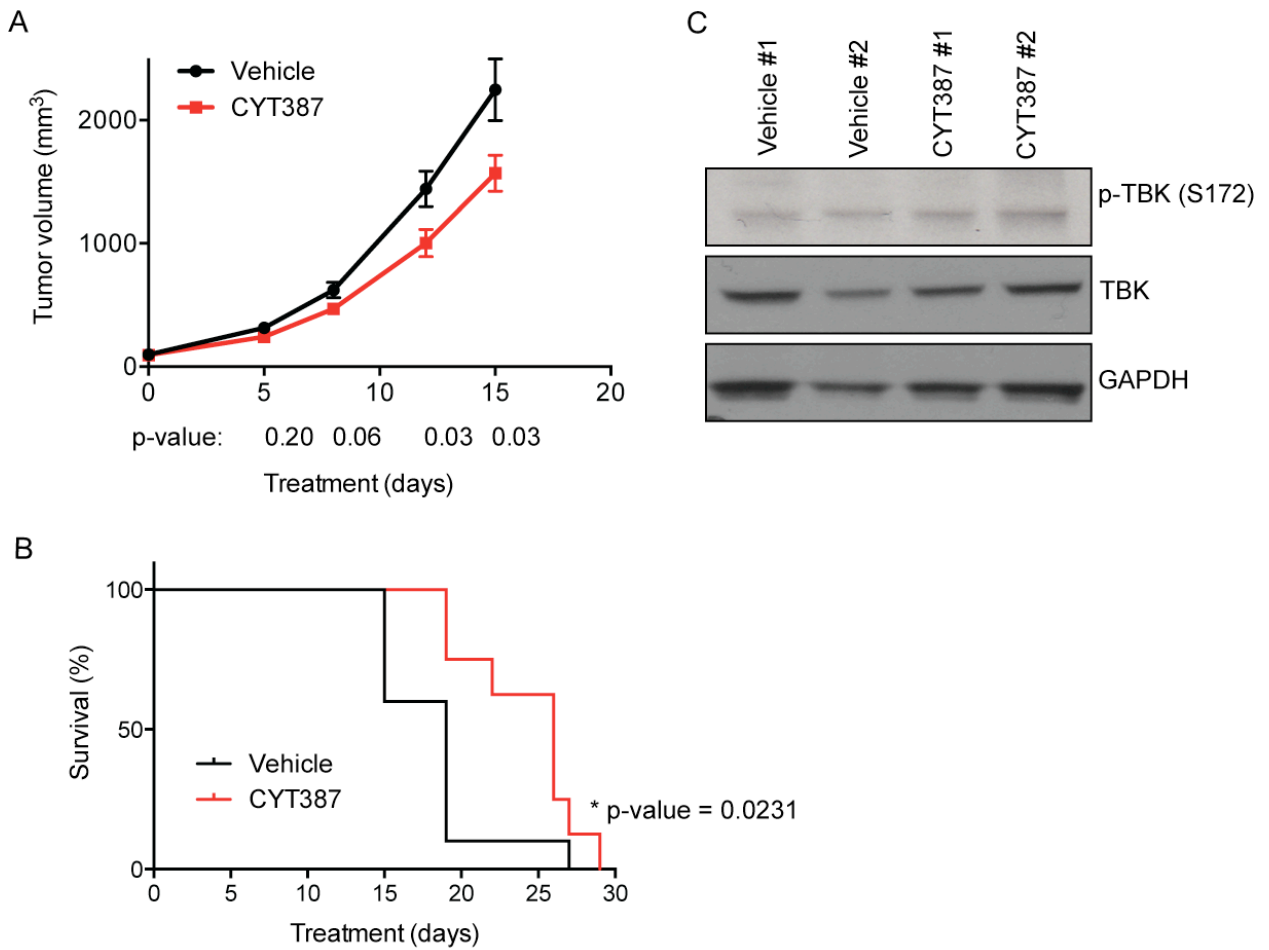 A
Vehicle
CYT387
Tumor volume (mm³)
2000
1000
0
0 5 10 15 20
p-value: 0.20 0.06 0.03 0.03
Treatment (days)
B
100
50
0
Survival (%)
Vehicle
CYT387
* p-value = 0.0231
0 5 10 15 20 25 30
Treatment (days)
C
Vehicle #1
Vehicle #2
CYT387 #1
CYT387 #2
p-TBK (S172)
TBK
GAPDH